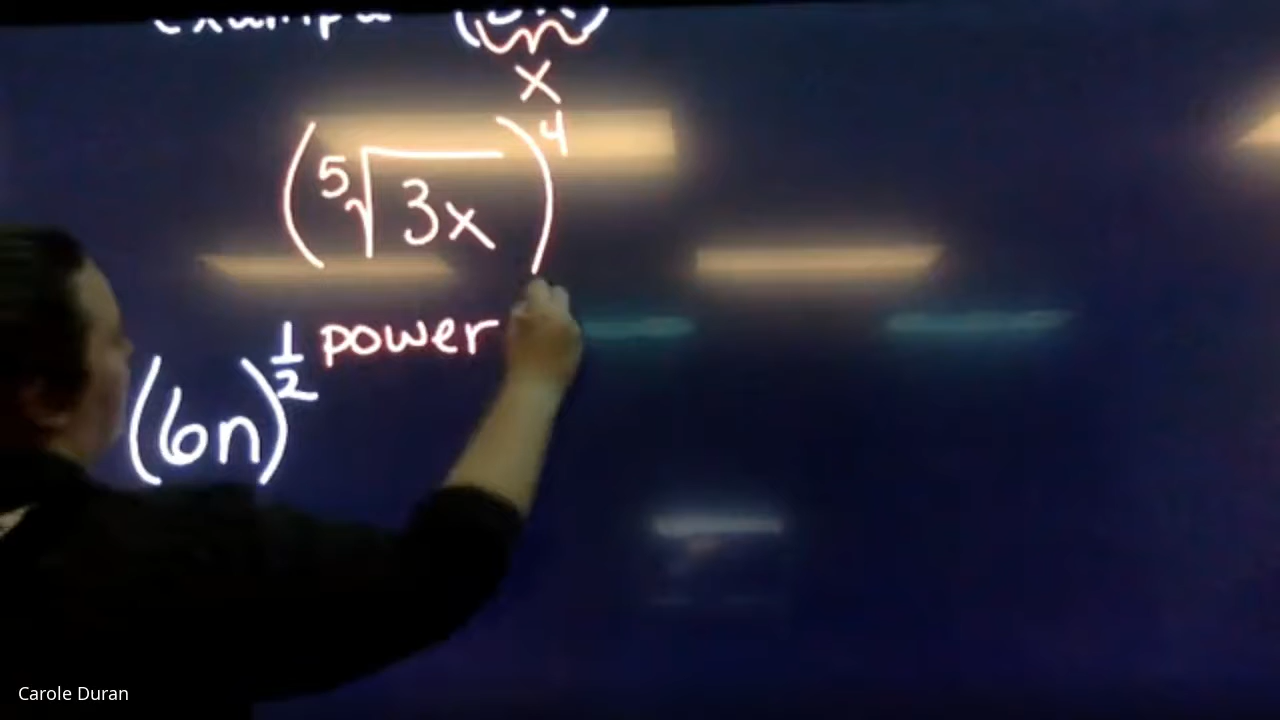 x
(⁵√3x)⁴
(6n)^½ power
Carole Duran